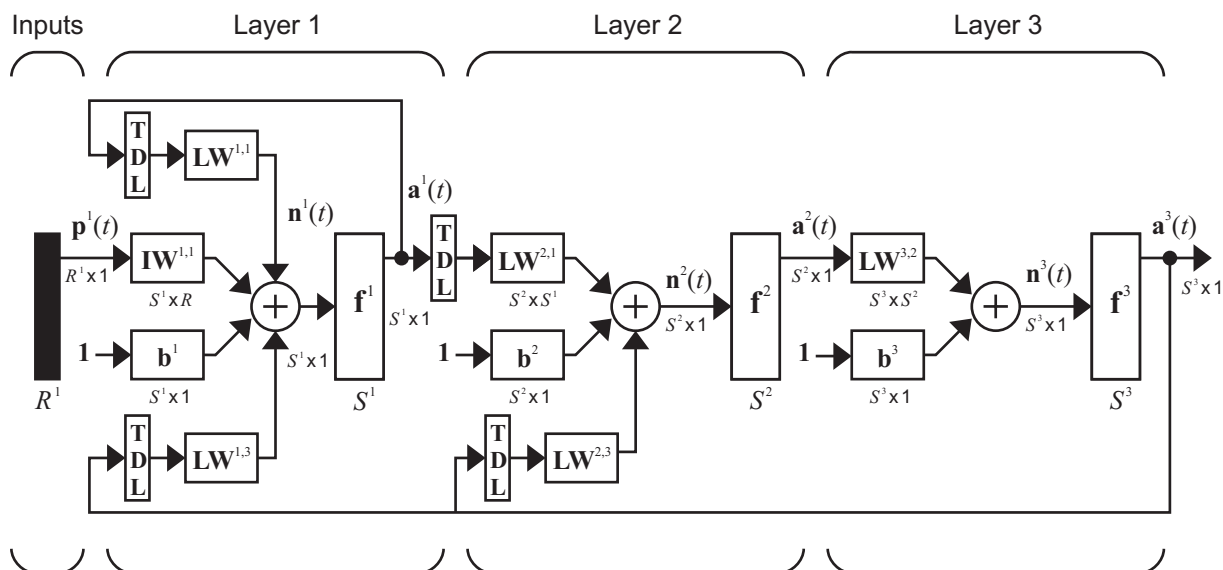 Inputs
Layer 1
Layer 2
Layer 3
T
D
L
LW¹,¹
p¹(t)
n¹(t)
a¹(t)
a²(t)
a³(t)
R¹ x 1
IW¹,¹
S¹ x R
f¹
S¹ x 1
T
D
L
LW²,¹
S² x S¹
n²(t)
S² x 1
f²
S² x 1
LW³,²
S³ x S²
n³(t)
S³ x 1
f³
S³ x 1
1
b¹
S¹ x 1
S¹ x 1
1
b²
S² x 1
1
b³
S³ x 1
R¹
S¹
S²
S³
T
D
L
LW¹,³
T
D
L
LW²,³